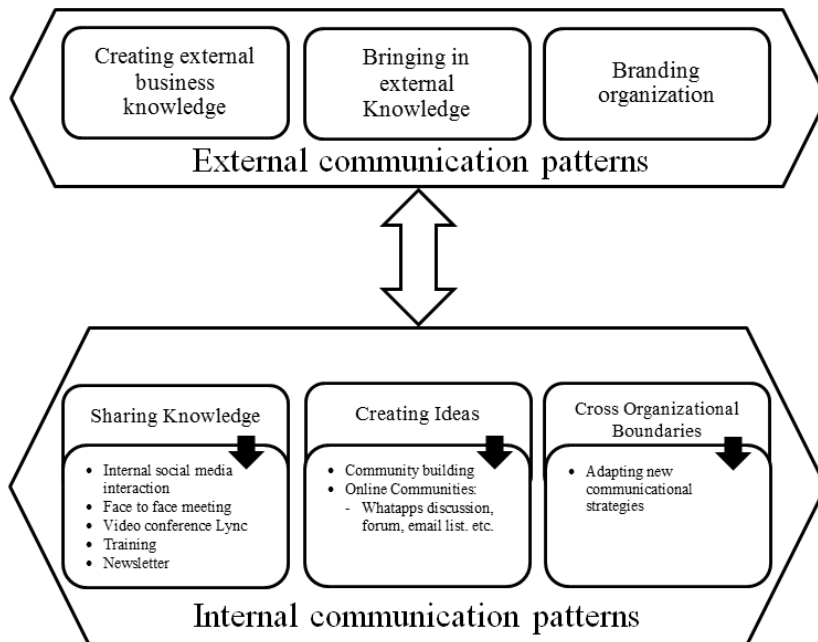 Creating external
business
knowledge
Bringing in
external
Knowledge
Branding
organization
External communication patterns
Sharing Knowledge
• Internal social media
interaction
• Face to face meeting
• Video conference Lync
• Training
• Newsletter
Creating Ideas
• Community building
• Online Communities:
- Whatapps discussion,
forum, email list. etc.
Cross Organizational
Boundaries
• Adapting new
communicational
strategies
Internal communication patterns